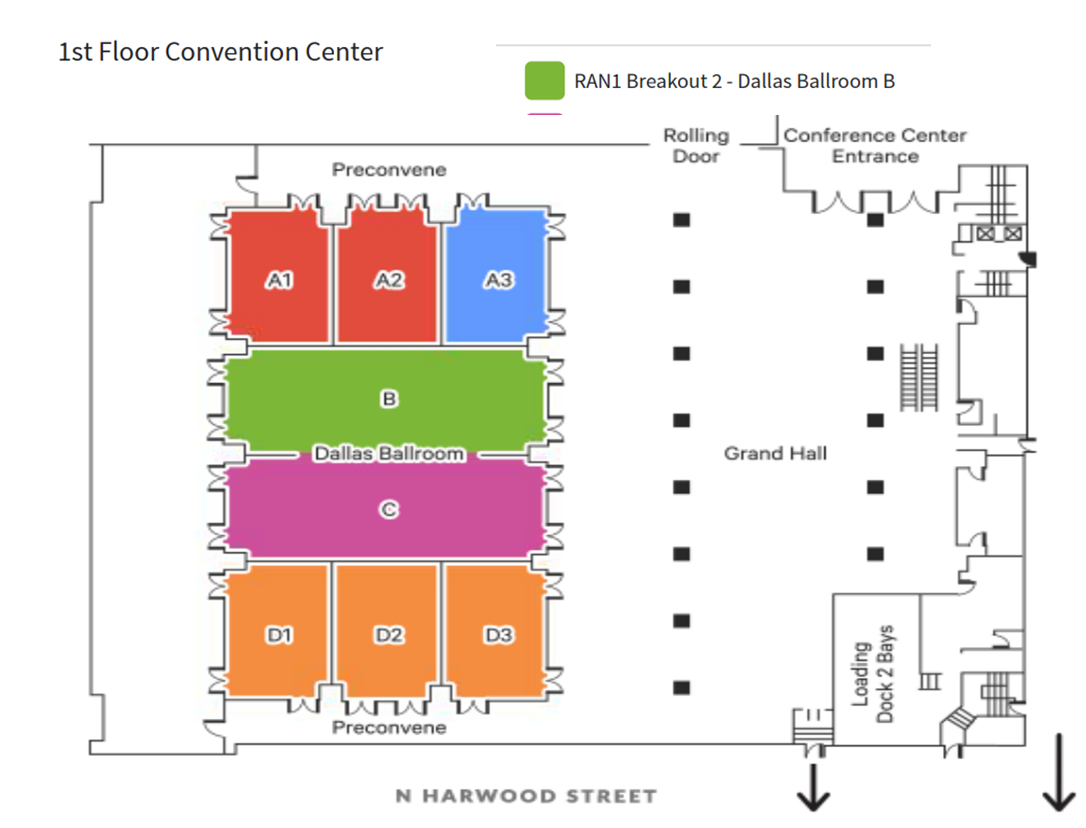 1st Floor Convention Center
RAN1 Breakout 2 - Dallas Ballroom B
Rolling
Door
Conference Center
Entrance
Preconvene
A1
A2
A3
B
Dallas Ballroom
Grand Hall
C
D1
D2
D3
Loading
Dock 2 Bays
Preconvene
N HARWOOD STREET